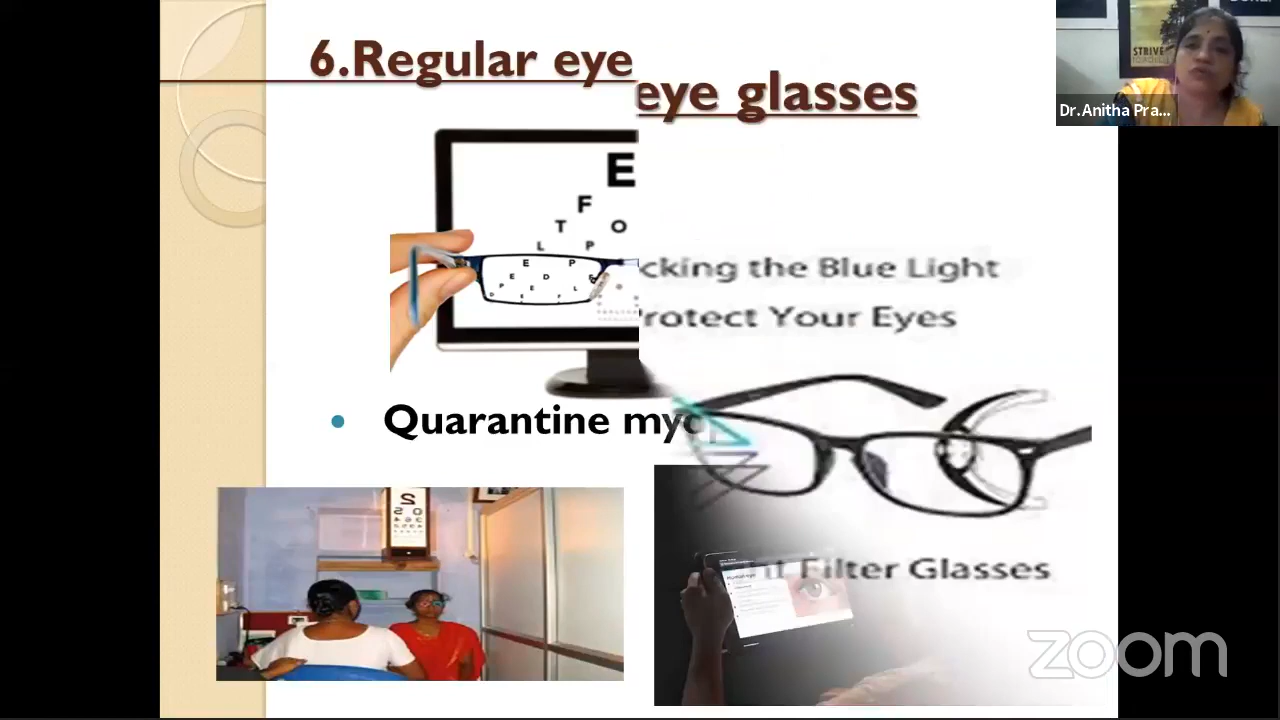 6.Regular eye
eye glasses
STRIVE
Dr.Anitha Pra...
E
F
T O
L P
E P
E D
cking the Blue Light
rotect Your Eyes
Quarantine
Filter Glasses
zoom